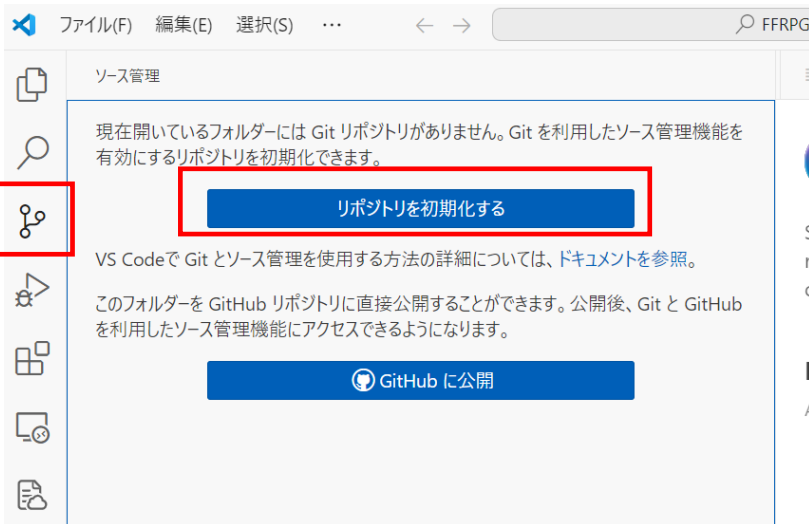 ファイル(F) 編集(E) 選択(S) … ← → FFRPG
ソース管理
現在開いているフォルダーには Git リポジトリがありません。Git を利用したソース管理機能を
有効にするリポジトリを初期化できます。
リポジトリを初期化する
VS Codeで Git とソース管理を使用する方法の詳細については、ドキュメントを参照。
このフォルダーを GitHub リポジトリに直接公開することができます。公開後、Git と GitHub
を利用したソース管理機能にアクセスできるようになります。
GitHub に公開